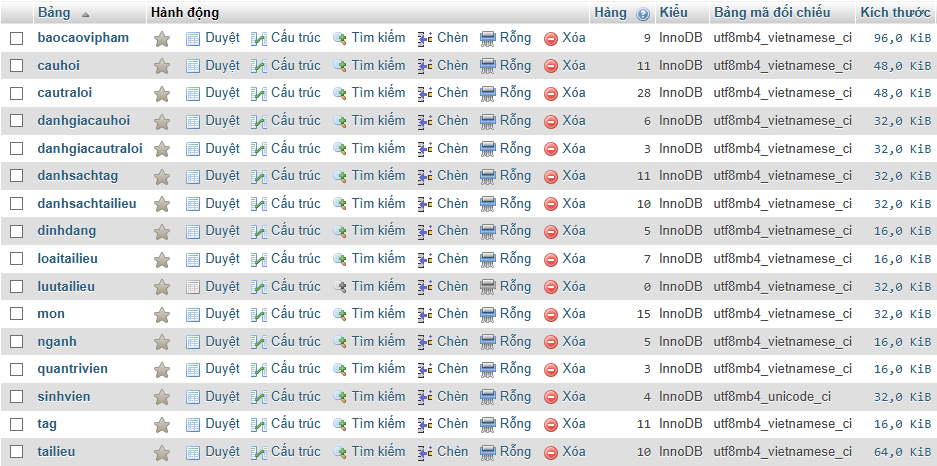 Bảng Hành động Hàng Kiểu Bảng mã đối chiếu Kích thước
baocaovipham Duyệt Cấu trúc Tìm kiếm Chèn Rỗng Xóa 9 InnoDB utf8mb4_vietnamese_ci 96,0 KiB
cauhoi Duyệt Cấu trúc Tìm kiếm Chèn Rỗng Xóa 11 InnoDB utf8mb4_vietnamese_ci 48,0 KiB
cautraloi Duyệt Cấu trúc Tìm kiếm Chèn Rỗng Xóa 28 InnoDB utf8mb4_vietnamese_ci 48,0 KiB
danhgiacauhoi Duyệt Cấu trúc Tìm kiếm Chèn Rỗng Xóa 6 InnoDB utf8mb4_vietnamese_ci 32,0 KiB
danhgiacautraloi Duyệt Cấu trúc Tìm kiếm Chèn Rỗng Xóa 3 InnoDB utf8mb4_vietnamese_ci 32,0 KiB
danhsachtag Duyệt Cấu trúc Tìm kiếm Chèn Rỗng Xóa 11 InnoDB utf8mb4_vietnamese_ci 32,0 KiB
danhsachtailieu Duyệt Cấu trúc Tìm kiếm Chèn Rỗng Xóa 10 InnoDB utf8mb4_vietnamese_ci 32,0 KiB
dinhdang Duyệt Cấu trúc Tìm kiếm Chèn Rỗng Xóa 5 InnoDB utf8mb4_vietnamese_ci 16,0 KiB
loaitailieu Duyệt Cấu trúc Tìm kiếm Chèn Rỗng Xóa 7 InnoDB utf8mb4_vietnamese_ci 16,0 KiB
luutailieu Duyệt Cấu trúc Tìm kiếm Chèn Rỗng Xóa 0 InnoDB utf8mb4_vietnamese_ci 32,0 KiB
mon Duyệt Cấu trúc Tìm kiếm Chèn Rỗng Xóa 15 InnoDB utf8mb4_vietnamese_ci 32,0 KiB
nganh Duyệt Cấu trúc Tìm kiếm Chèn Rỗng Xóa 5 InnoDB utf8mb4_vietnamese_ci 16,0 KiB
quantrivien Duyệt Cấu trúc Tìm kiếm Chèn Rỗng Xóa 3 InnoDB utf8mb4_vietnamese_ci 16,0 KiB
sinhvien Duyệt Cấu trúc Tìm kiếm Chèn Rỗng Xóa 4 InnoDB utf8mb4_unicode_ci 32,0 KiB
tag Duyệt Cấu trúc Tìm kiếm Chèn Rỗng Xóa 11 InnoDB utf8mb4_vietnamese_ci 16,0 KiB
tailieu Duyệt Cấu trúc Tìm kiếm Chèn Rỗng Xóa 10 InnoDB utf8mb4_vietnamese_ci 64,0 KiB